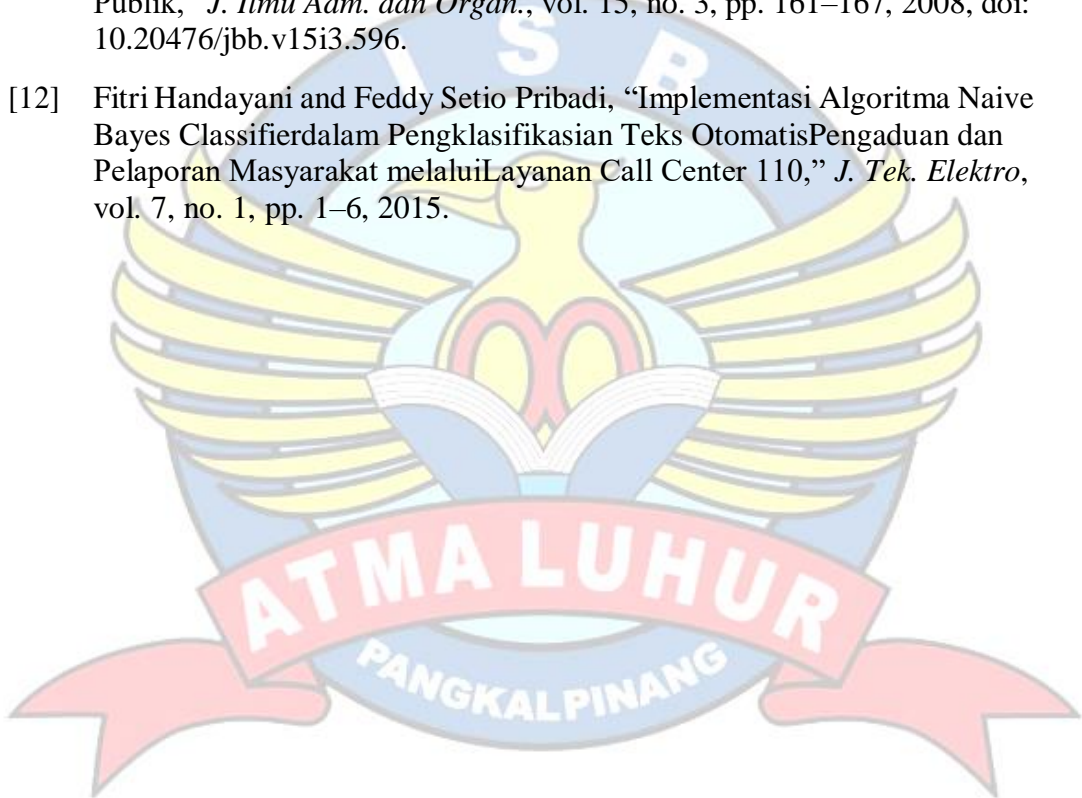 Publik," J. Ilmu Adm. dan Organ., vol. 15, no. 3, pp. 161–167, 2008, doi:
10.20476/jbb.v15i3.596.
[12] Fitri Handayani and Feddy Setio Pribadi, “Implementasi Algoritma Naive
Bayes Classifierdalam Pengklasifikasian Teks OtomatisPengaduan dan
Pelaporan Masyarakat melaluiLayanan Call Center 110,” J. Tek. Elektro,
vol. 7, no. 1, pp. 1–6, 2015.
I S B
ATMA LUHUR
PANGKALPINANG